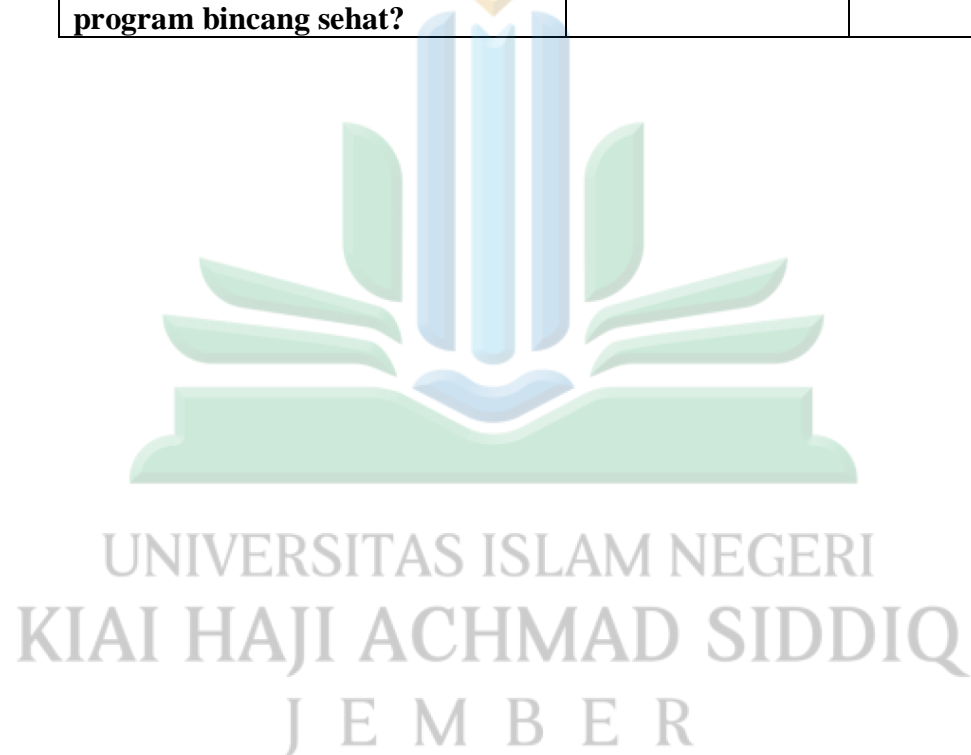 program bincang sehat?
UNIVERSITAS ISLAM NEGERI
KIAI HAJI ACHMAD SIDDIQ
J E M B E R